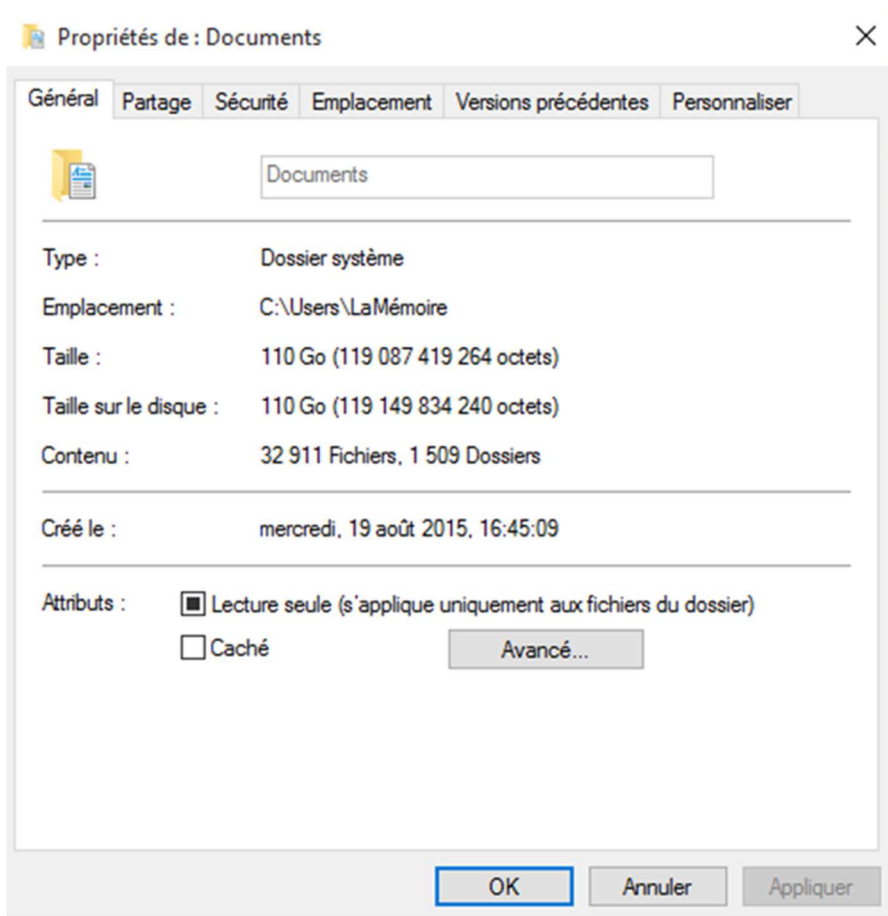 Propriétés de : Documents
Général Partage Sécurité Emplacement Versions précédentes Personnaliser
Documents
Type : Dossier système
Emplacement : C:\Users\LaMémoire
Taille : 110 Go (119 087 419 264 octets)
Taille sur le disque : 110 Go (119 149 834 240 octets)
Contenu : 32 911 Fichiers, 1 509 Dossiers
Créé le : mercredi, 19 août 2015, 16:45:09
Attributs : Lecture seule (s'applique uniquement aux fichiers du dossier)
Caché Avancé...
OK Annuler Appliquer